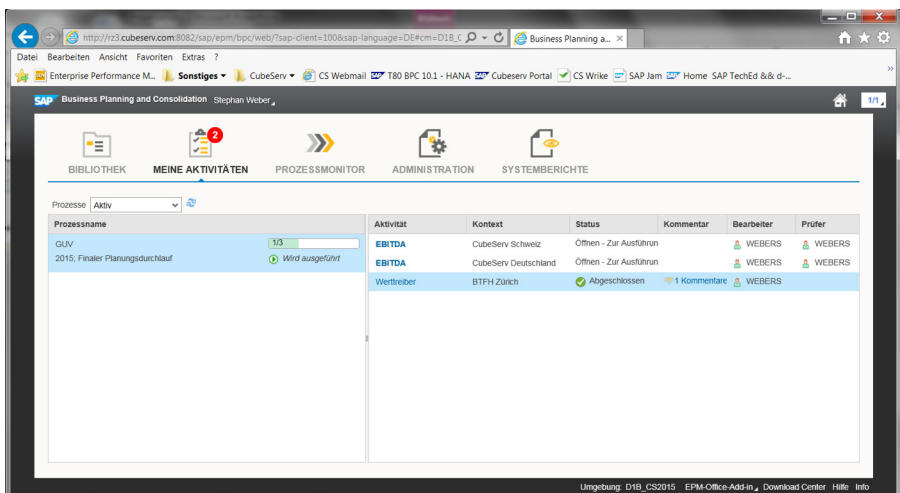 http://rz3.cubeserv.com:8082/sap/epm/bpc/web/?sap-client=100&sap-language=DE#cm=D1B_C
Business Planning a...
Datei Bearbeiten Ansicht Favoriten Extras ?
Enterprise Performance M... Sonstiges CubeServ CS Webmail T80 BPC 10.1 - HANA Cubeserv Portal CS Wrike SAP Jam Home SAP TechEd && d-...
SAP Business Planning and Consolidation Stephan Weber 1/1
2
BIBLIOTHEK MEINE AKTIVITÄTEN PROZESSMONITOR ADMINISTRATION SYSTEMBERICHTE
Prozesse Aktiv
Prozessname Aktivität Kontext Status Kommentar Bearbeiter Prüfer
GUV 1/3 EBITDA CubeServ Schweiz Öffnen - Zur Ausführun WEBERS WEBERS
2015; Finaler Planungsdurchlauf Wird ausgeführt EBITDA CubeServ Deutschland Öffnen - Zur Ausführun WEBERS WEBERS
Werttreiber BTFH Zürich Abgeschlossen 1 Kommentare WEBERS
Umgebung: D1B_CS2015 EPM-Office-Add-in Download Center Hilfe Info